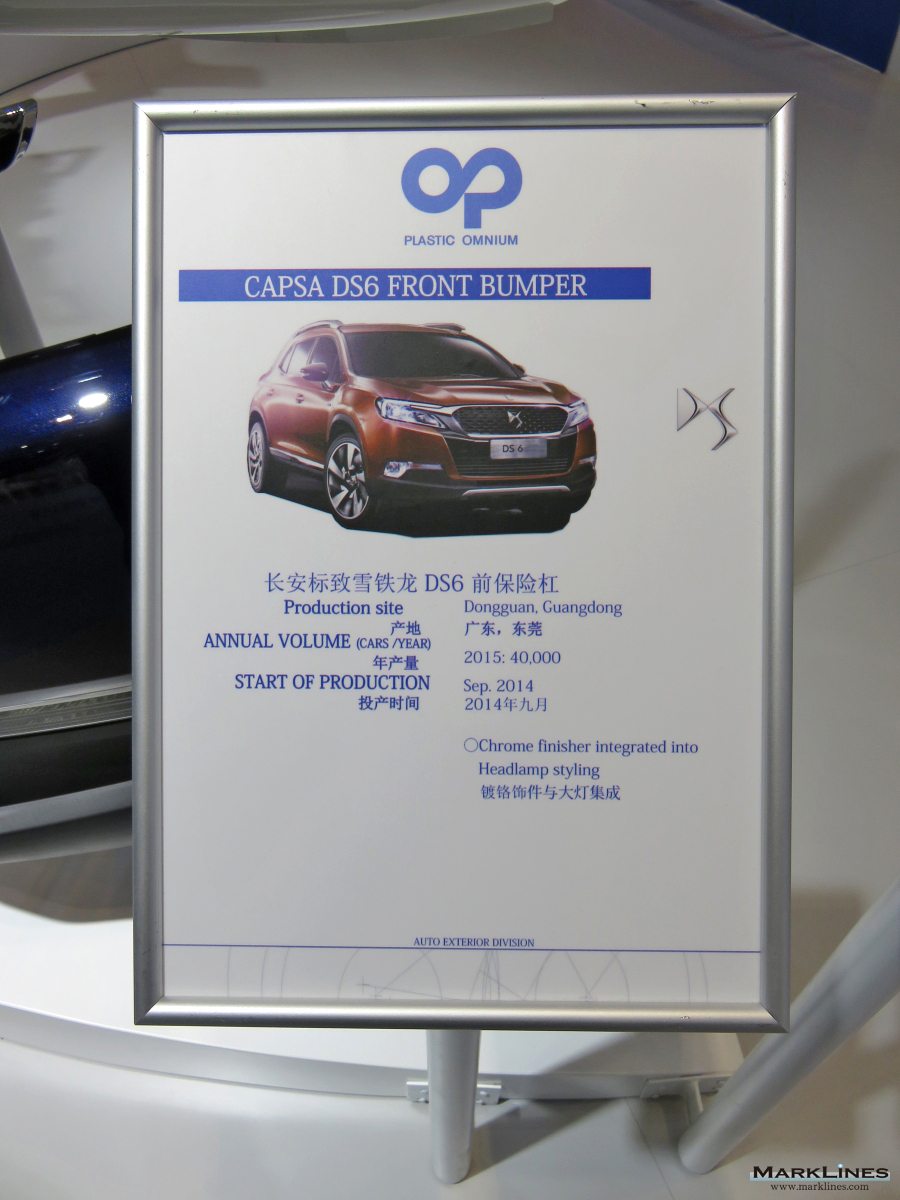 OP
PLASTIC OMNIUM
CAPSA DS6 FRONT BUMPER
DS
DS 6
长安标致雪铁龙 DS6 前保险杠
Production site Dongguan, Guangdong
产地 广东，东莞
ANNUAL VOLUME (CARS /YEAR) 2015: 40,000
年产量
START OF PRODUCTION Sep. 2014
投产时间 2014年九月
○Chrome finisher integrated into
Headlamp styling
镀铬饰件与大灯集成
AUTO EXTERIOR DIVISION
MARKLINES
www.marklines.com